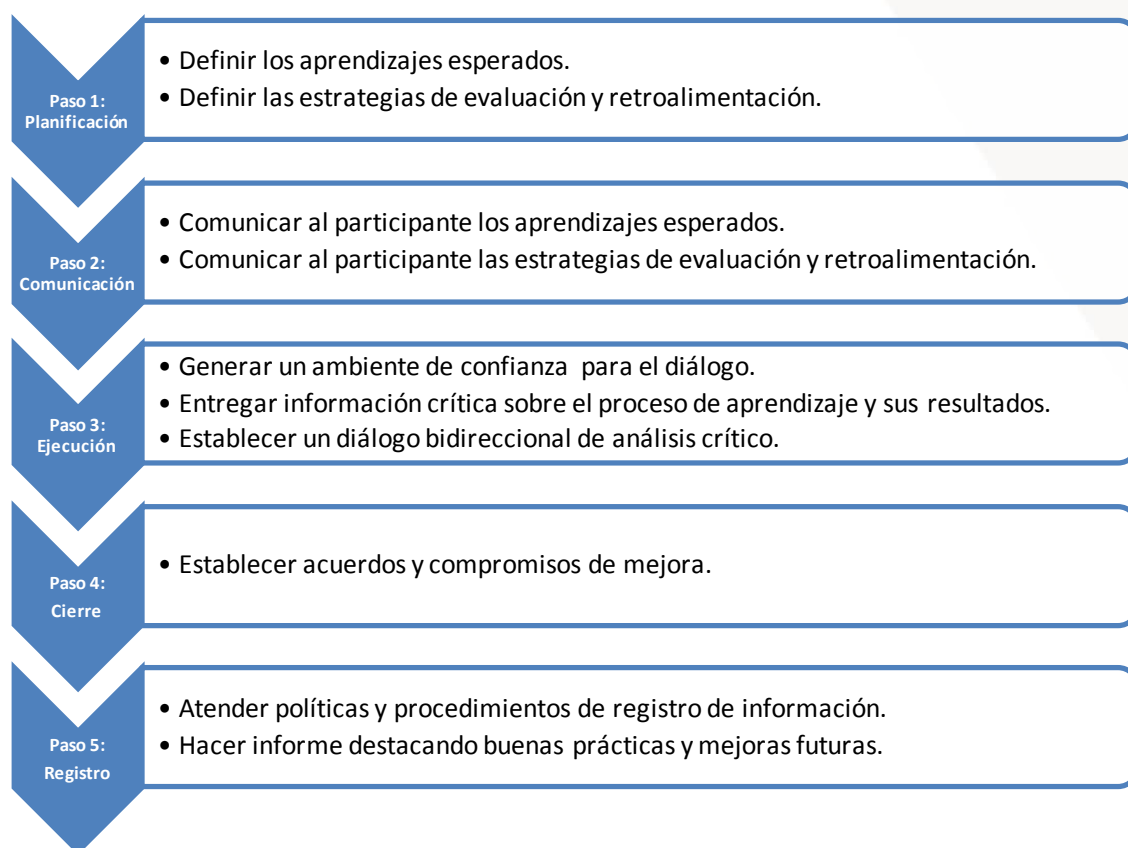 Paso 1:
Planificación
• Definir los aprendizajes esperados.
• Definir las estrategias de evaluación y retroalimentación.
Paso 2:
Comunicación
• Comunicar al participante los aprendizajes esperados.
• Comunicar al participante las estrategias de evaluación y retroalimentación.
Paso 3:
Ejecución
• Generar un ambiente de confianza para el diálogo.
• Entregar información crítica sobre el proceso de aprendizaje y sus resultados.
• Establecer un diálogo bidireccional de análisis crítico.
Paso 4:
Cierre
• Establecer acuerdos y compromisos de mejora.
Paso 5:
Registro
• Atender políticas y procedimientos de registro de información.
• Hacer informe destacando buenas prácticas y mejoras futuras.